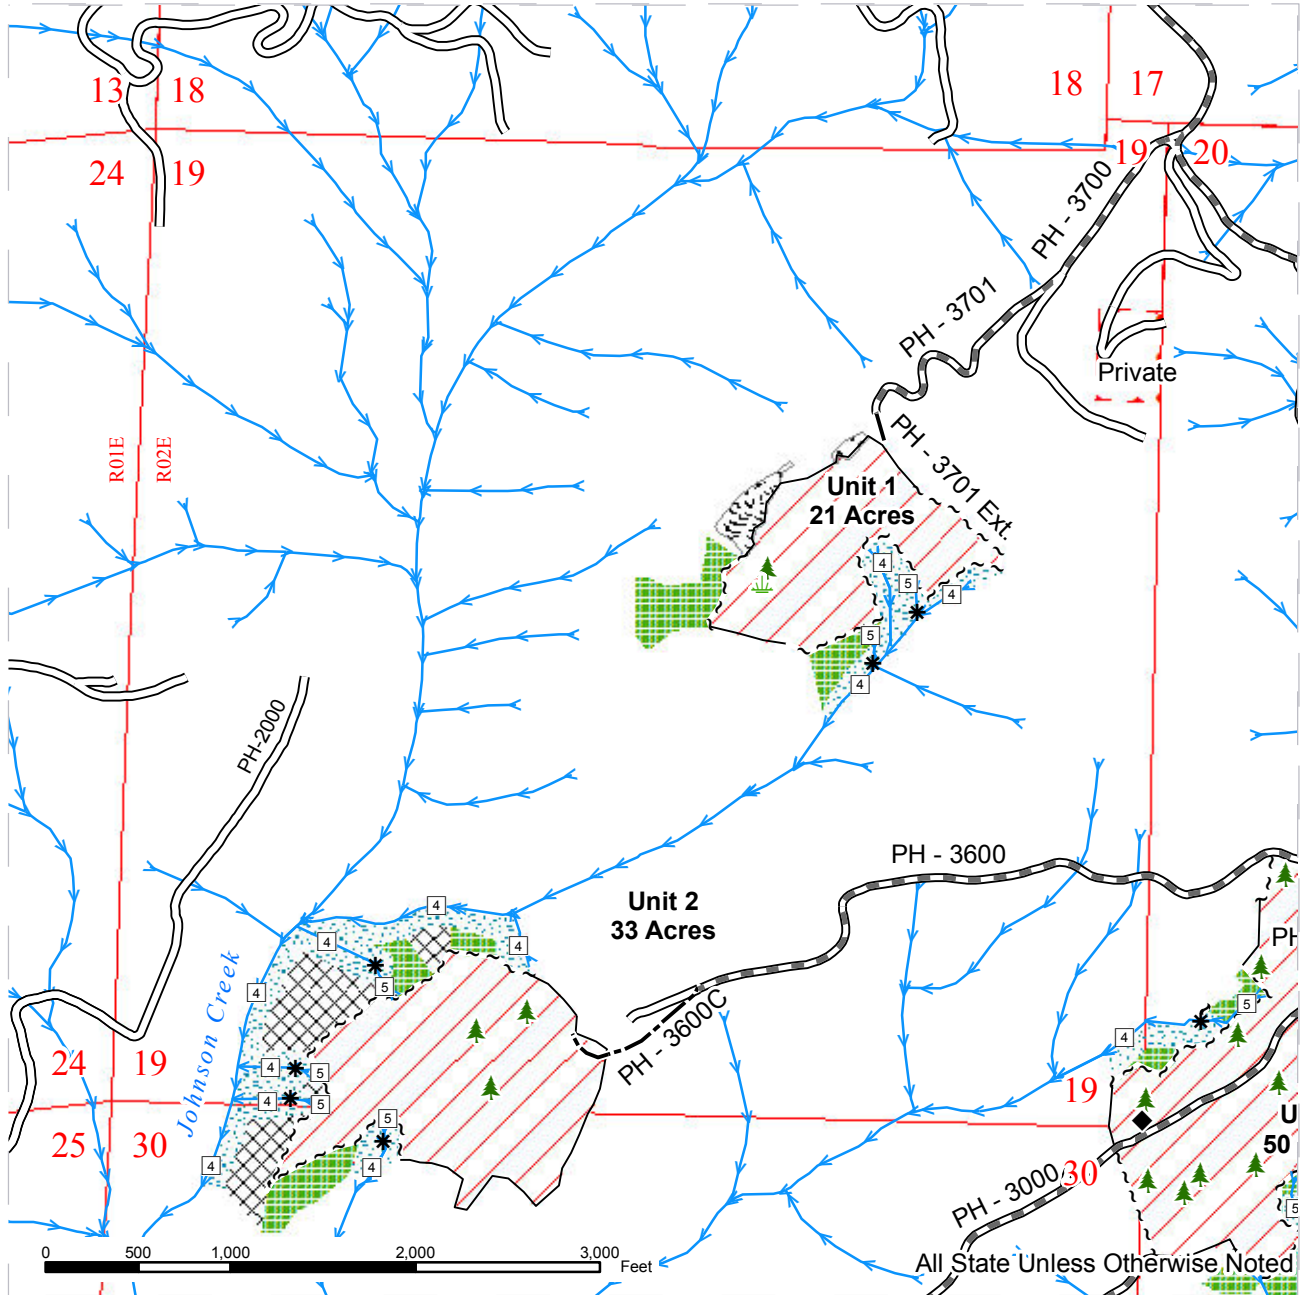 13 18
18 17
24 19
19 20
PH - 3700
PH - 3701
Private
R01E
R02E
PH - 3701 Ext.
Unit 1
21 Acres
4
5
4
5
4
PH-2000
PH - 3600
Unit 2
33 Acres
4
4
4
5
4
PH
5
4
Johnson Creek
PH - 3600C
24 19
4 5
4 5
19
5
25 30
4
4
U
50
30
PH - 3000
5
0 500 1,000 2,000 3,000
Feet
All State Unless Otherwise Noted